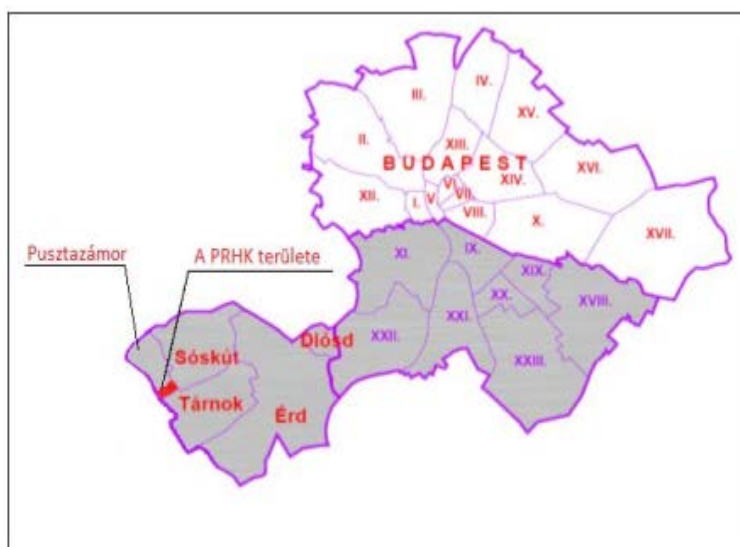 IV.
III.
XV.
II.
XIII.
BUDAPEST
XVI.
XII.
I.
V.
VI.
VII.
XIV.
VIII.
X.
XVII.
Pusztazámor
A PRHK területe
XI.
IX.
XIX.
XX.
XVIII.
XXII.
XXI.
XXIII.
Diósd
Sóskút
Tárnok
Érd